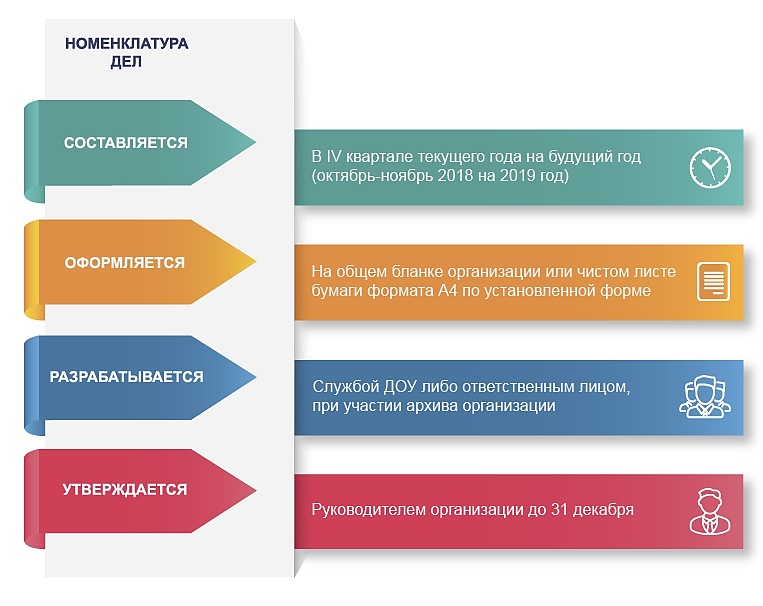 НОМЕНКЛАТУРА
ДЕЛ
СОСТАВЛЯЕТСЯ
В IV квартале текущего года на будущий год
(октябрь-ноябрь 2018 на 2019 год)
ОФОРМЛЯЕТСЯ
На общем бланке организации или чистом листе
бумаги формата А4 по установленной форме
РАЗРАБАТЫВАЕТСЯ
Службой ДОУ либо ответственным лицом,
при участии архива организации
УТВЕРЖДАЕТСЯ
Руководителем организации до 31 декабря